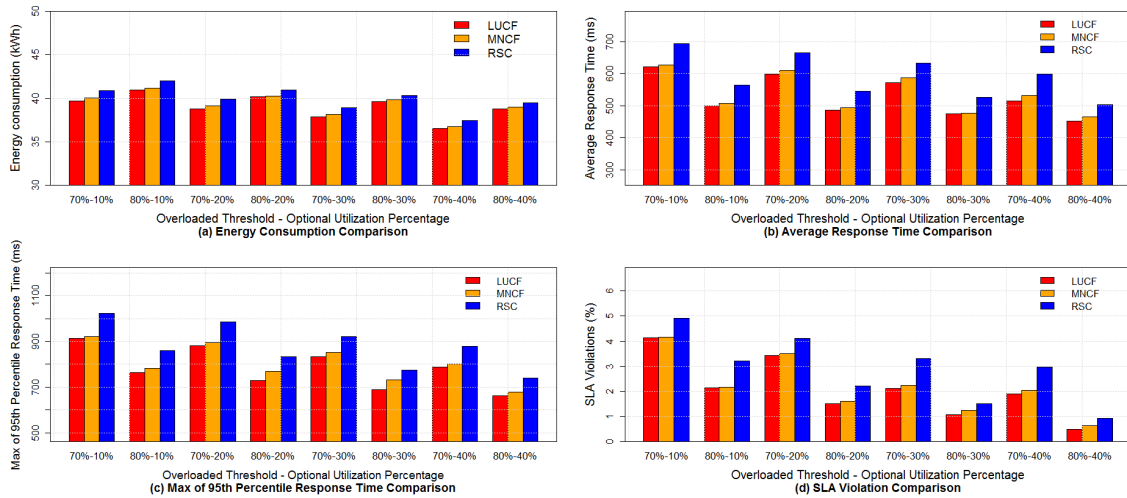 LUCF
MNCF
RSC
Energy consumption (kWh)
50
45
40
35
30
70%-10% 80%-10% 70%-20% 80%-20% 70%-30% 80%-30% 70%-40% 80%-40%
Overloaded Threshold - Optional Utilization Percentage
(a) Energy Consumption Comparison
LUCF
MNCF
RSC
Average Response Time (ms)
700
600
500
400
300
70%-10% 80%-10% 70%-20% 80%-20% 70%-30% 80%-30% 70%-40% 80%-40%
Overloaded Threshold - Optional Utilization Percentage
(b) Average Response Time Comparison
LUCF
MNCF
RSC
Max of 95th Percentile Response Time (ms)
1100
900
700
500
70%-10% 80%-10% 70%-20% 80%-20% 70%-30% 80%-30% 70%-40% 80%-40%
Overloaded Threshold - Optional Utilization Percentage
(c) Max of 95th Percentile Response Time Comparison
LUCF
MNCF
RSC
SLA Violations (%)
6
5
4
3
2
1
0
70%-10% 80%-10% 70%-20% 80%-20% 70%-30% 80%-30% 70%-40% 80%-40%
Overloaded Threshold - Optional Utilization Percentage
(d) SLA Violation Comparison